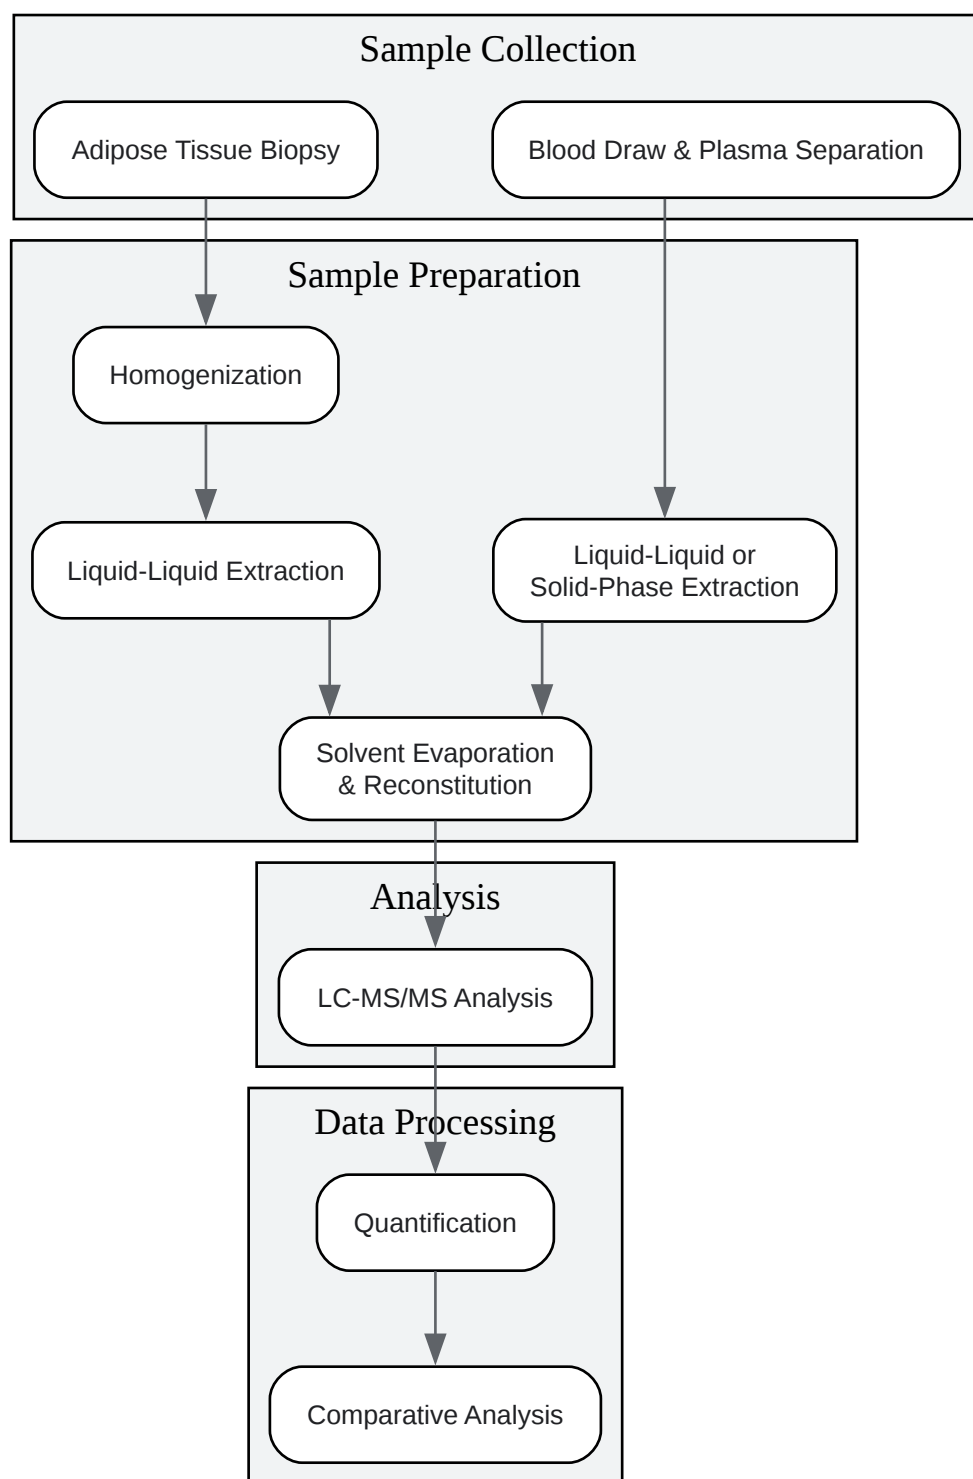 Sample Collection
Adipose Tissue Biopsy
Blood Draw & Plasma Separation
Sample Preparation
Homogenization
Liquid-Liquid Extraction
Liquid-Liquid or
Solid-Phase Extraction
Solvent Evaporation
& Reconstitution
Analysis
LC-MS/MS Analysis
Data Processing
Quantification
Comparative Analysis